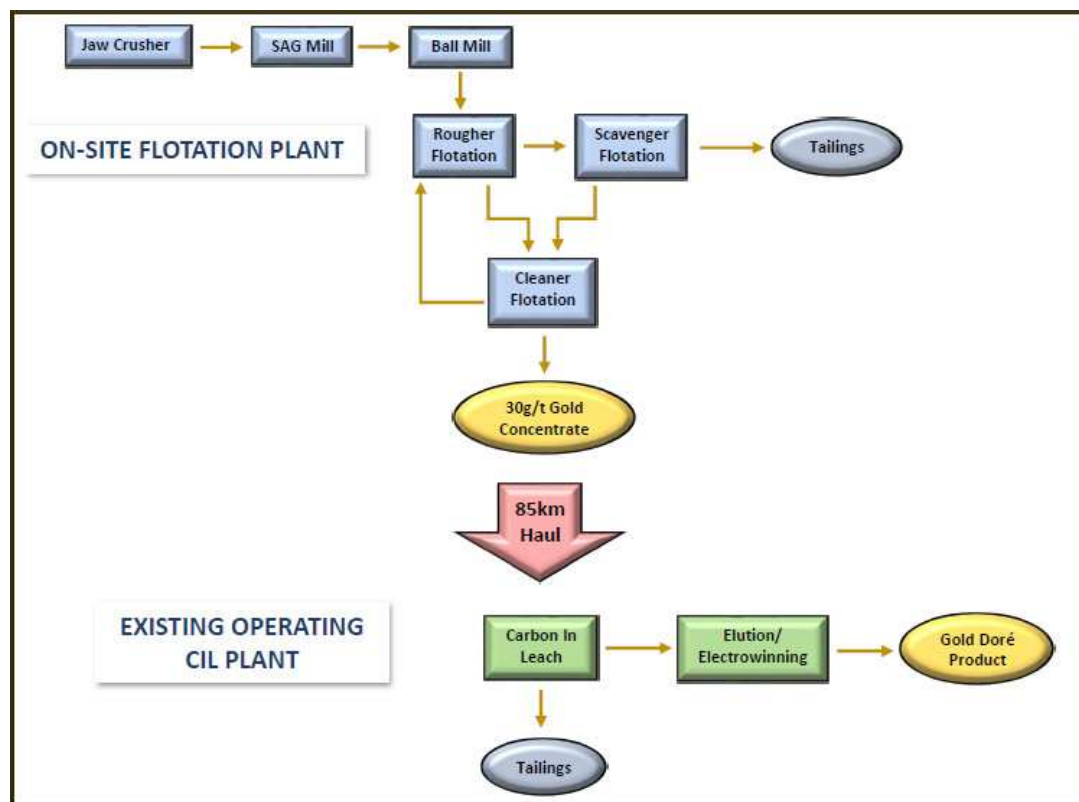 Jaw Crusher
SAG Mill
Ball Mill
ON-SITE FLOTATION PLANT
Rougher
Flotation
Scavenger
Flotation
Tailings
Cleaner
Flotation
30g/t Gold
Concentrate
85km
Haul
EXISTING OPERATING
CIL PLANT
Carbon In
Leach
Elution/
Electrowinning
Gold Doré
Product
Tailings